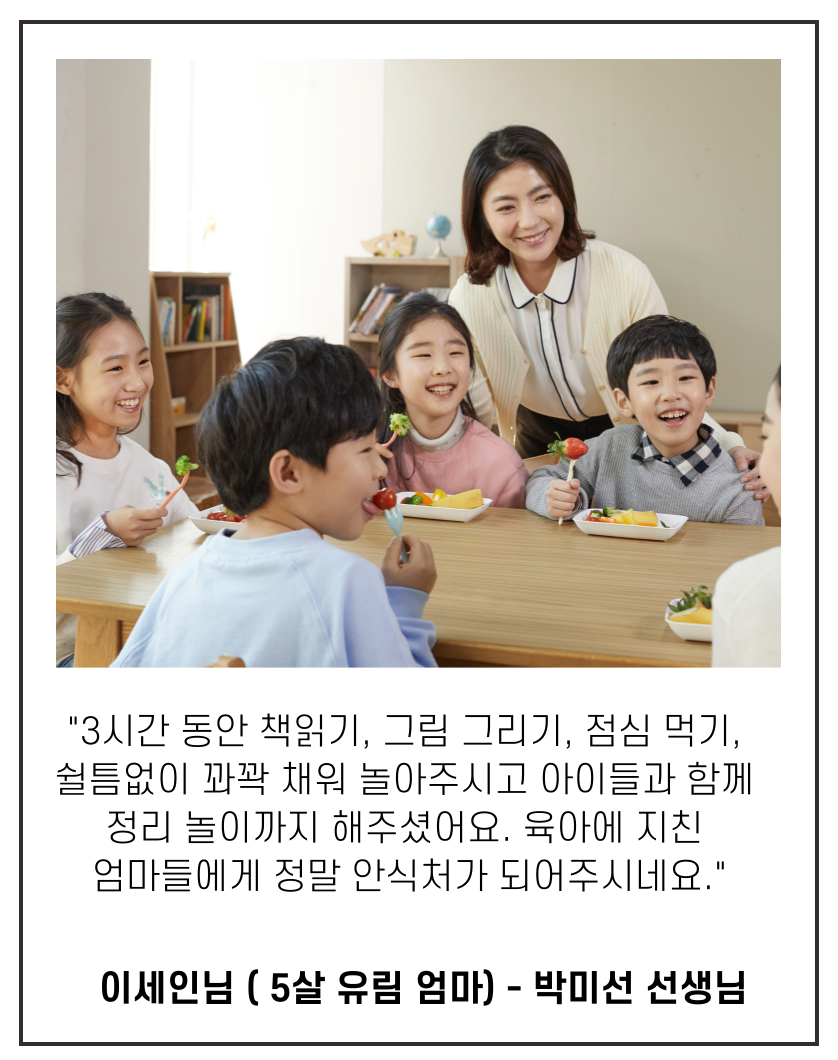 "3시간 동안 책읽기, 그림 그리기, 점심 먹기,
쉴틈없이 꽈꽉 채워 놀아주시고 아이들과 함께
정리 놀이까지 해주셨어요. 육아에 지친
엄마들에게 정말 안식처가 되어주시네요."
이세인님 ( 5살 유림 엄마) - 박미선 선생님